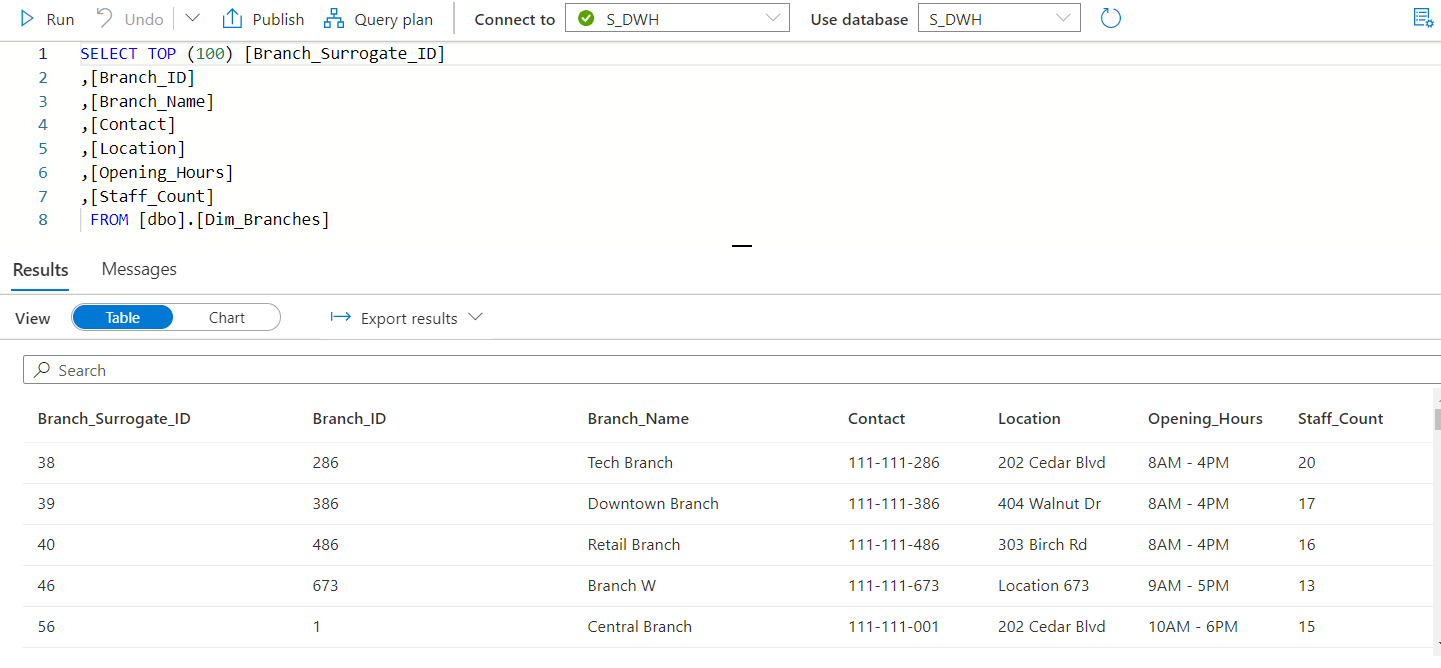 Run Undo Publish Query plan Connect to S_DWH Use database S_DWH
1 SELECT TOP (100) [Branch_Surrogate_ID]
2 ,[Branch_ID]
3 ,[Branch_Name]
4 ,[Contact]
5 ,[Location]
6 ,[Opening_Hours]
7 ,[Staff_Count]
8 FROM [dbo].[Dim_Branches]
Results Messages
View Table Chart Export results
Search
Branch_Surrogate_ID Branch_ID Branch_Name Contact Location Opening_Hours Staff_Count
38 286 Tech Branch 111-111-286 202 Cedar Blvd 8AM - 4PM 20
39 386 Downtown Branch 111-111-386 404 Walnut Dr 8AM - 4PM 17
40 486 Retail Branch 111-111-486 303 Birch Rd 8AM - 4PM 16
46 673 Branch W 111-111-673 Location 673 9AM - 5PM 13
56 1 Central Branch 111-111-001 202 Cedar Blvd 10AM - 6PM 15